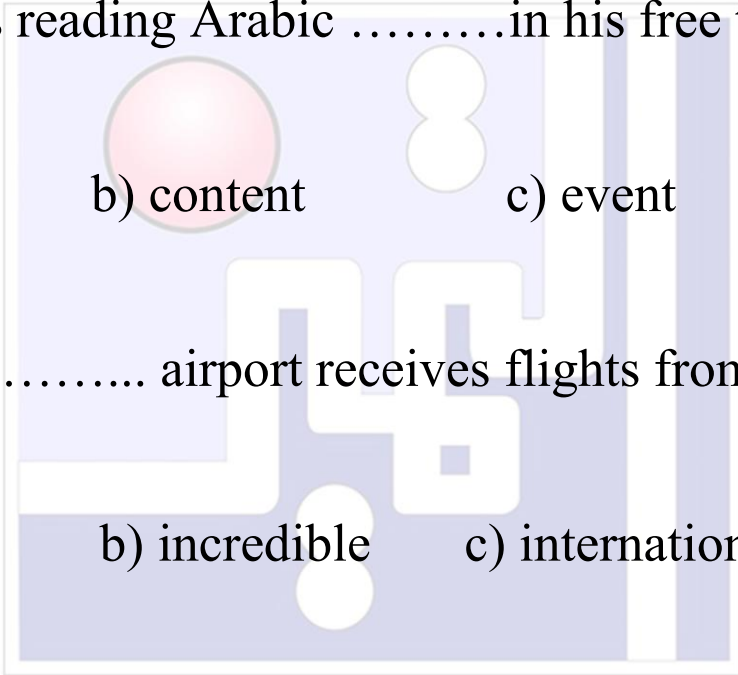 reading Arabic ………in his free
b) content c) event
……... airport receives flights from
b) incredible c) internation